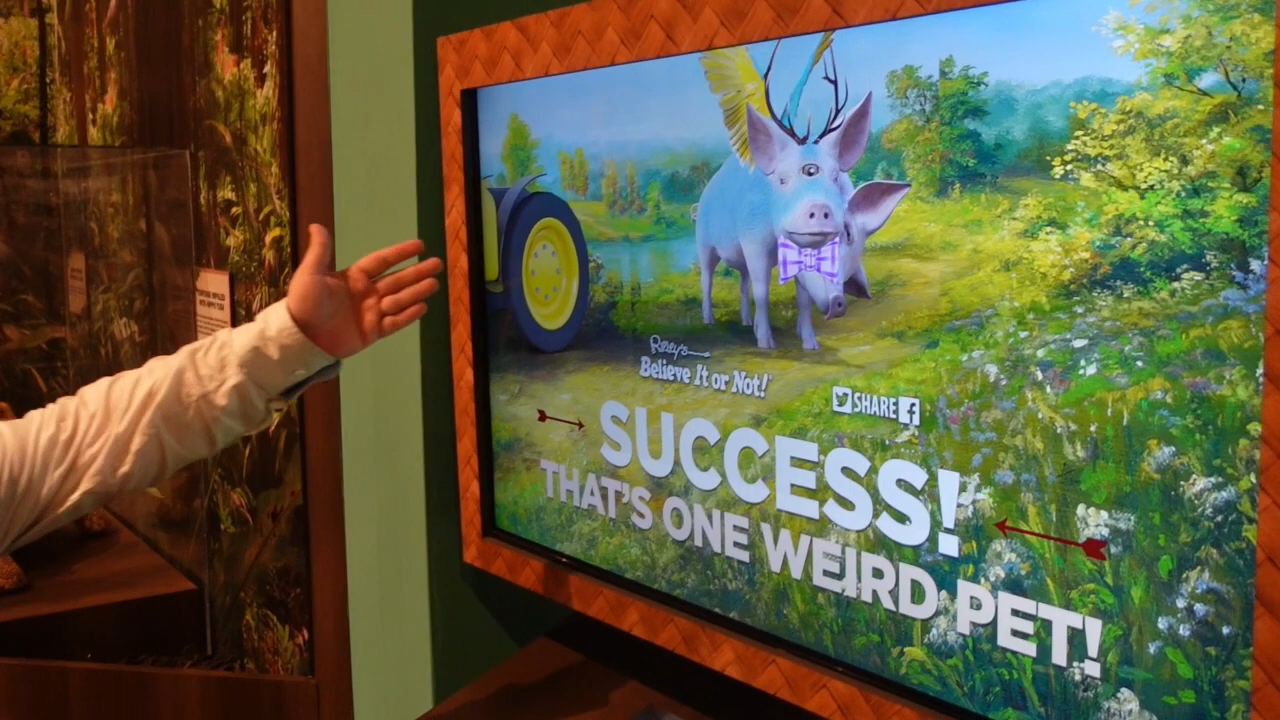 Ripley's
Believe It or Not!
SHARE
SUCCESS!
THAT'S ONE WEIRD PET!